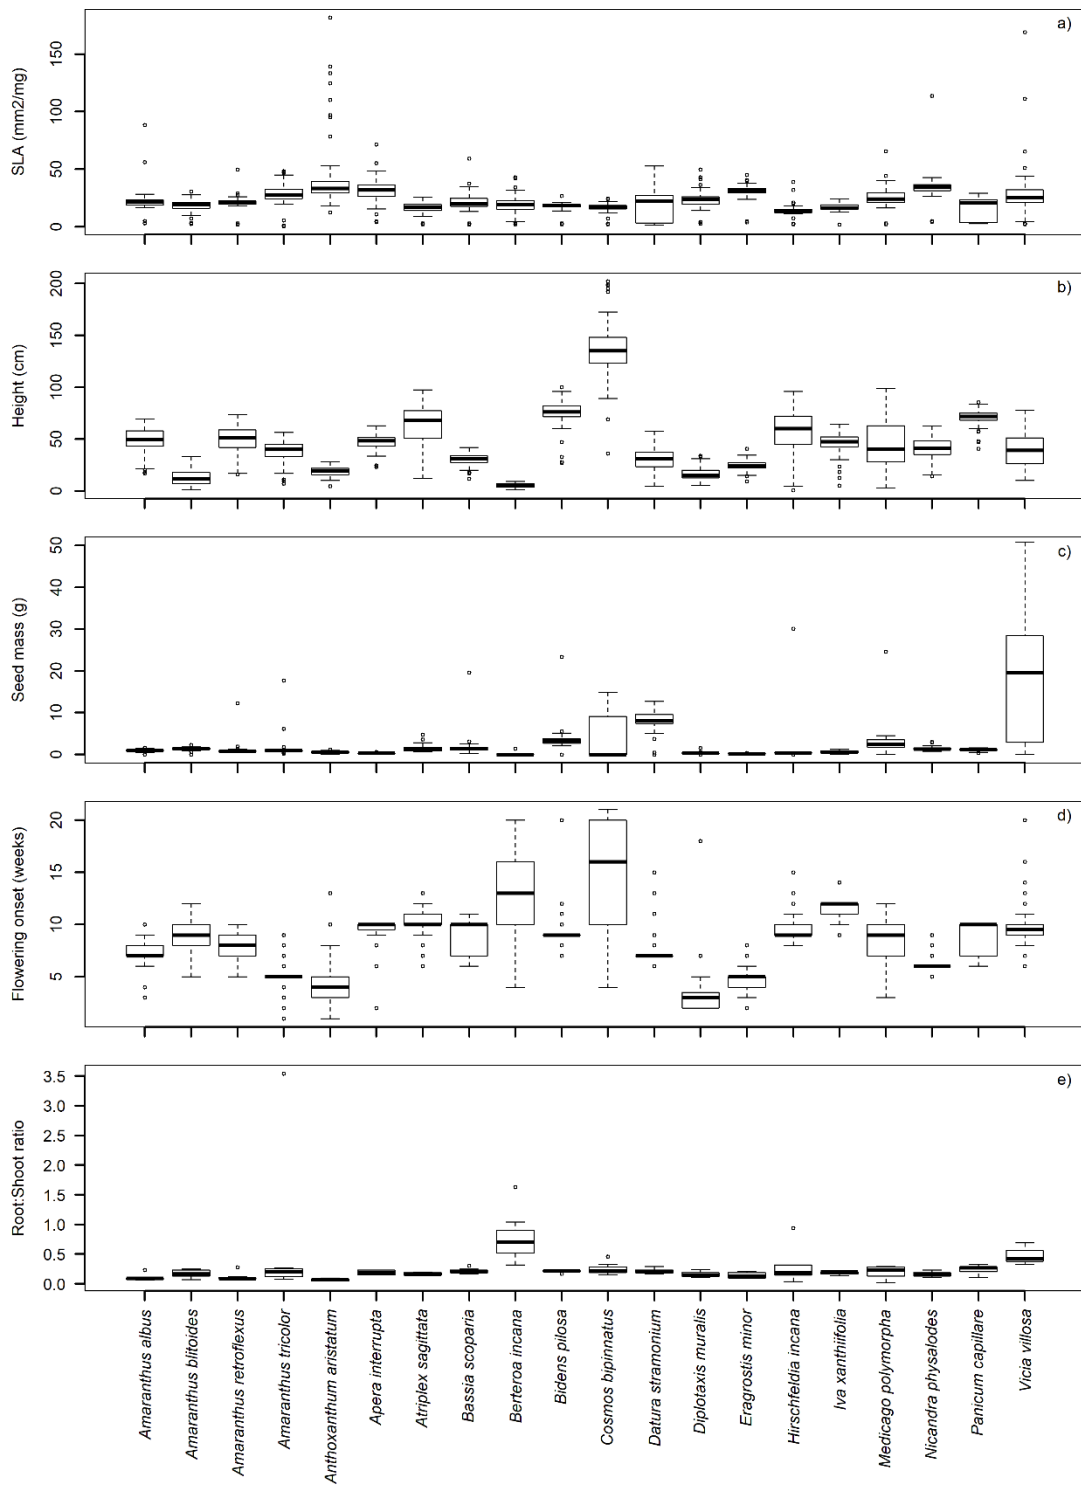 a)
SLA (mm2/mg)
150
100
50
0
b)
Height (cm)
200
150
100
50
0
c)
Seed mass (g)
50
40
30
20
10
0
d)
Flowering onset (weeks)
20
15
10
5
e)
Root:Shoot ratio
3.5
3.0
2.5
2.0
1.5
1.0
0.5
0.0
Amaranthus albus
Amaranthus blitoides
Amaranthus retroflexus
Amaranthus tricolor
Anthoxanthum aristatum
Apera interrupta
Atriplex sagittata
Bassia scoparia
Berteroa incana
Bidens pilosa
Cosmos bipinnatus
Datura stramonium
Diplotaxis muralis
Eragrostis minor
Hirschfeldia incana
Iva xanthiifolia
Medicago polymorpha
Nicandra physalodes
Panicum capillare
Vicia villosa